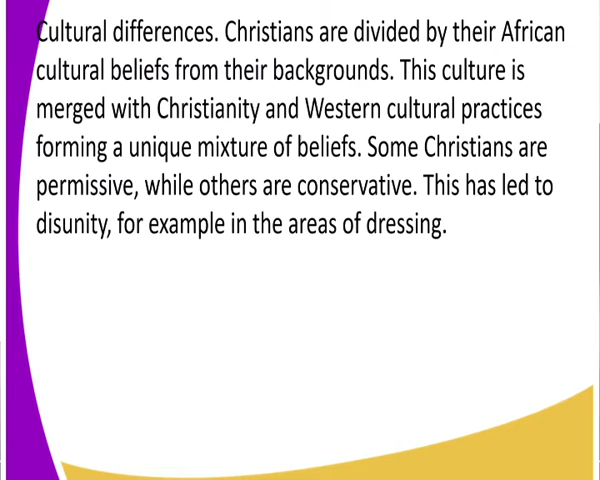 Cultural differences. Christians are divided by their African
cultural beliefs from their backgrounds. This culture is
merged with Christianity and Western cultural practices
forming a unique mixture of beliefs. Some Christians are
permissive, while others are conservative. This has led to
disunity, for example in the areas of dressing.